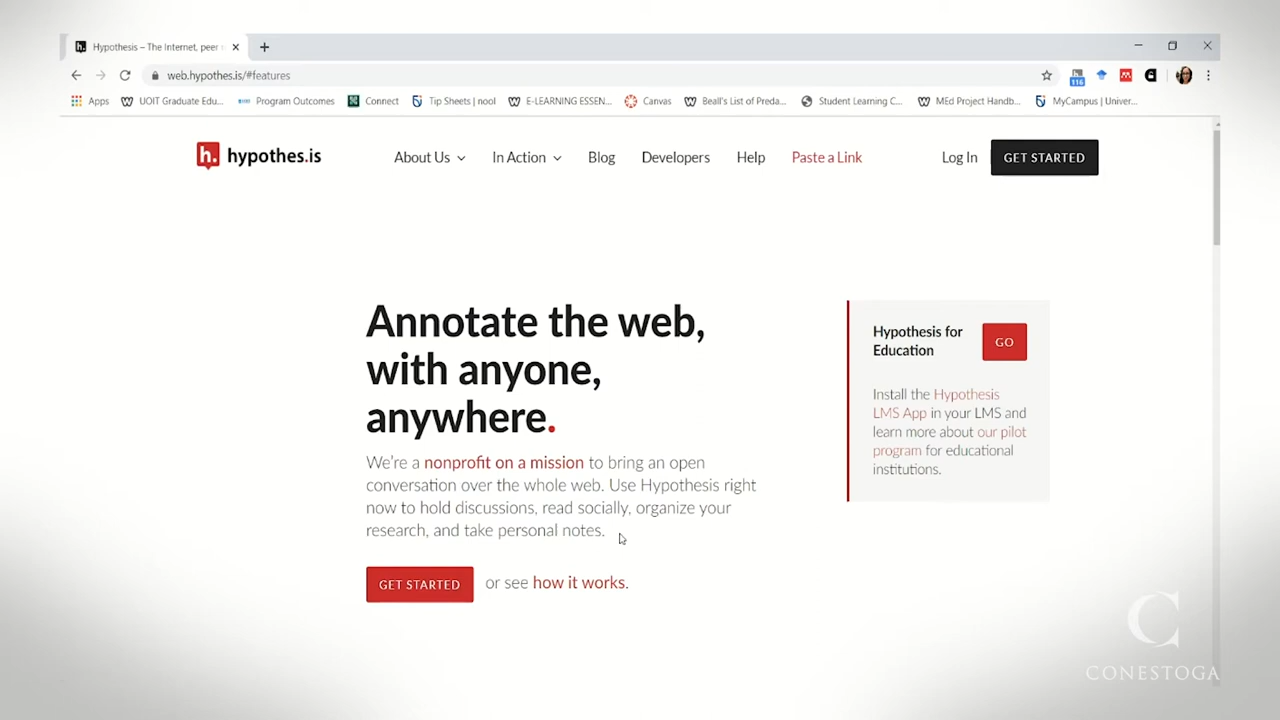 Hypothesis – The Internet, peer
web.hypothes.is/#features
116
Apps
UOIT Graduate Edu...
Program Outcomes
Connect
Tip Sheets | nool
E-LEARNING ESSEN...
Canvas
Beall's List of Preda...
Student Learning C...
MEd Project Handb...
MyCampus | Univer...
h. hypothes.is
About Us
In Action
Blog
Developers
Help
Paste a Link
Log In
GET STARTED
Annotate the web,
with anyone,
anywhere.
We're a nonprofit on a mission to bring an open
conversation over the whole web. Use Hypothesis right
now to hold discussions, read socially, organize your
research, and take personal notes.
GET STARTED
or see how it works.
Hypothesis for
Education
GO
Install the Hypothesis
LMS App in your LMS and
learn more about our pilot
program for educational
institutions.
C
CONESTOGA